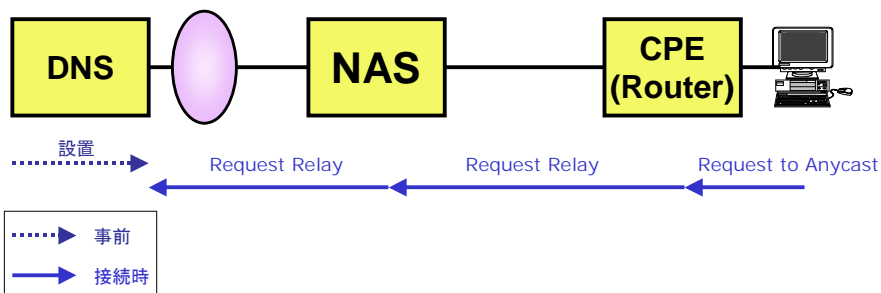 DNS
NAS
CPE
(Router)
設置
Request Relay
Request Relay
Request to Anycast
事前
接続時